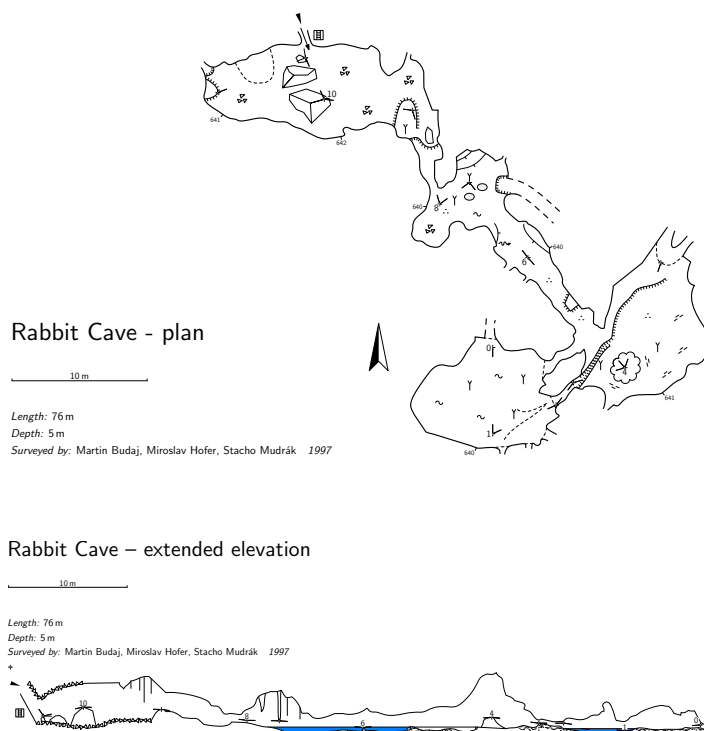 10
641
642
640
8
640
6
Rabbit Cave - plan
0
10 m
4
641
Length: 76 m
Depth: 5 m
1
Surveyed by: Martin Budaj, Miroslav Hofer, Stacho Mudrák 1997
640
Rabbit Cave – extended elevation
10 m
Length: 76 m
Depth: 5 m
Surveyed by: Martin Budaj, Miroslav Hofer, Stacho Mudrák 1997
10
8
6
4
1
0